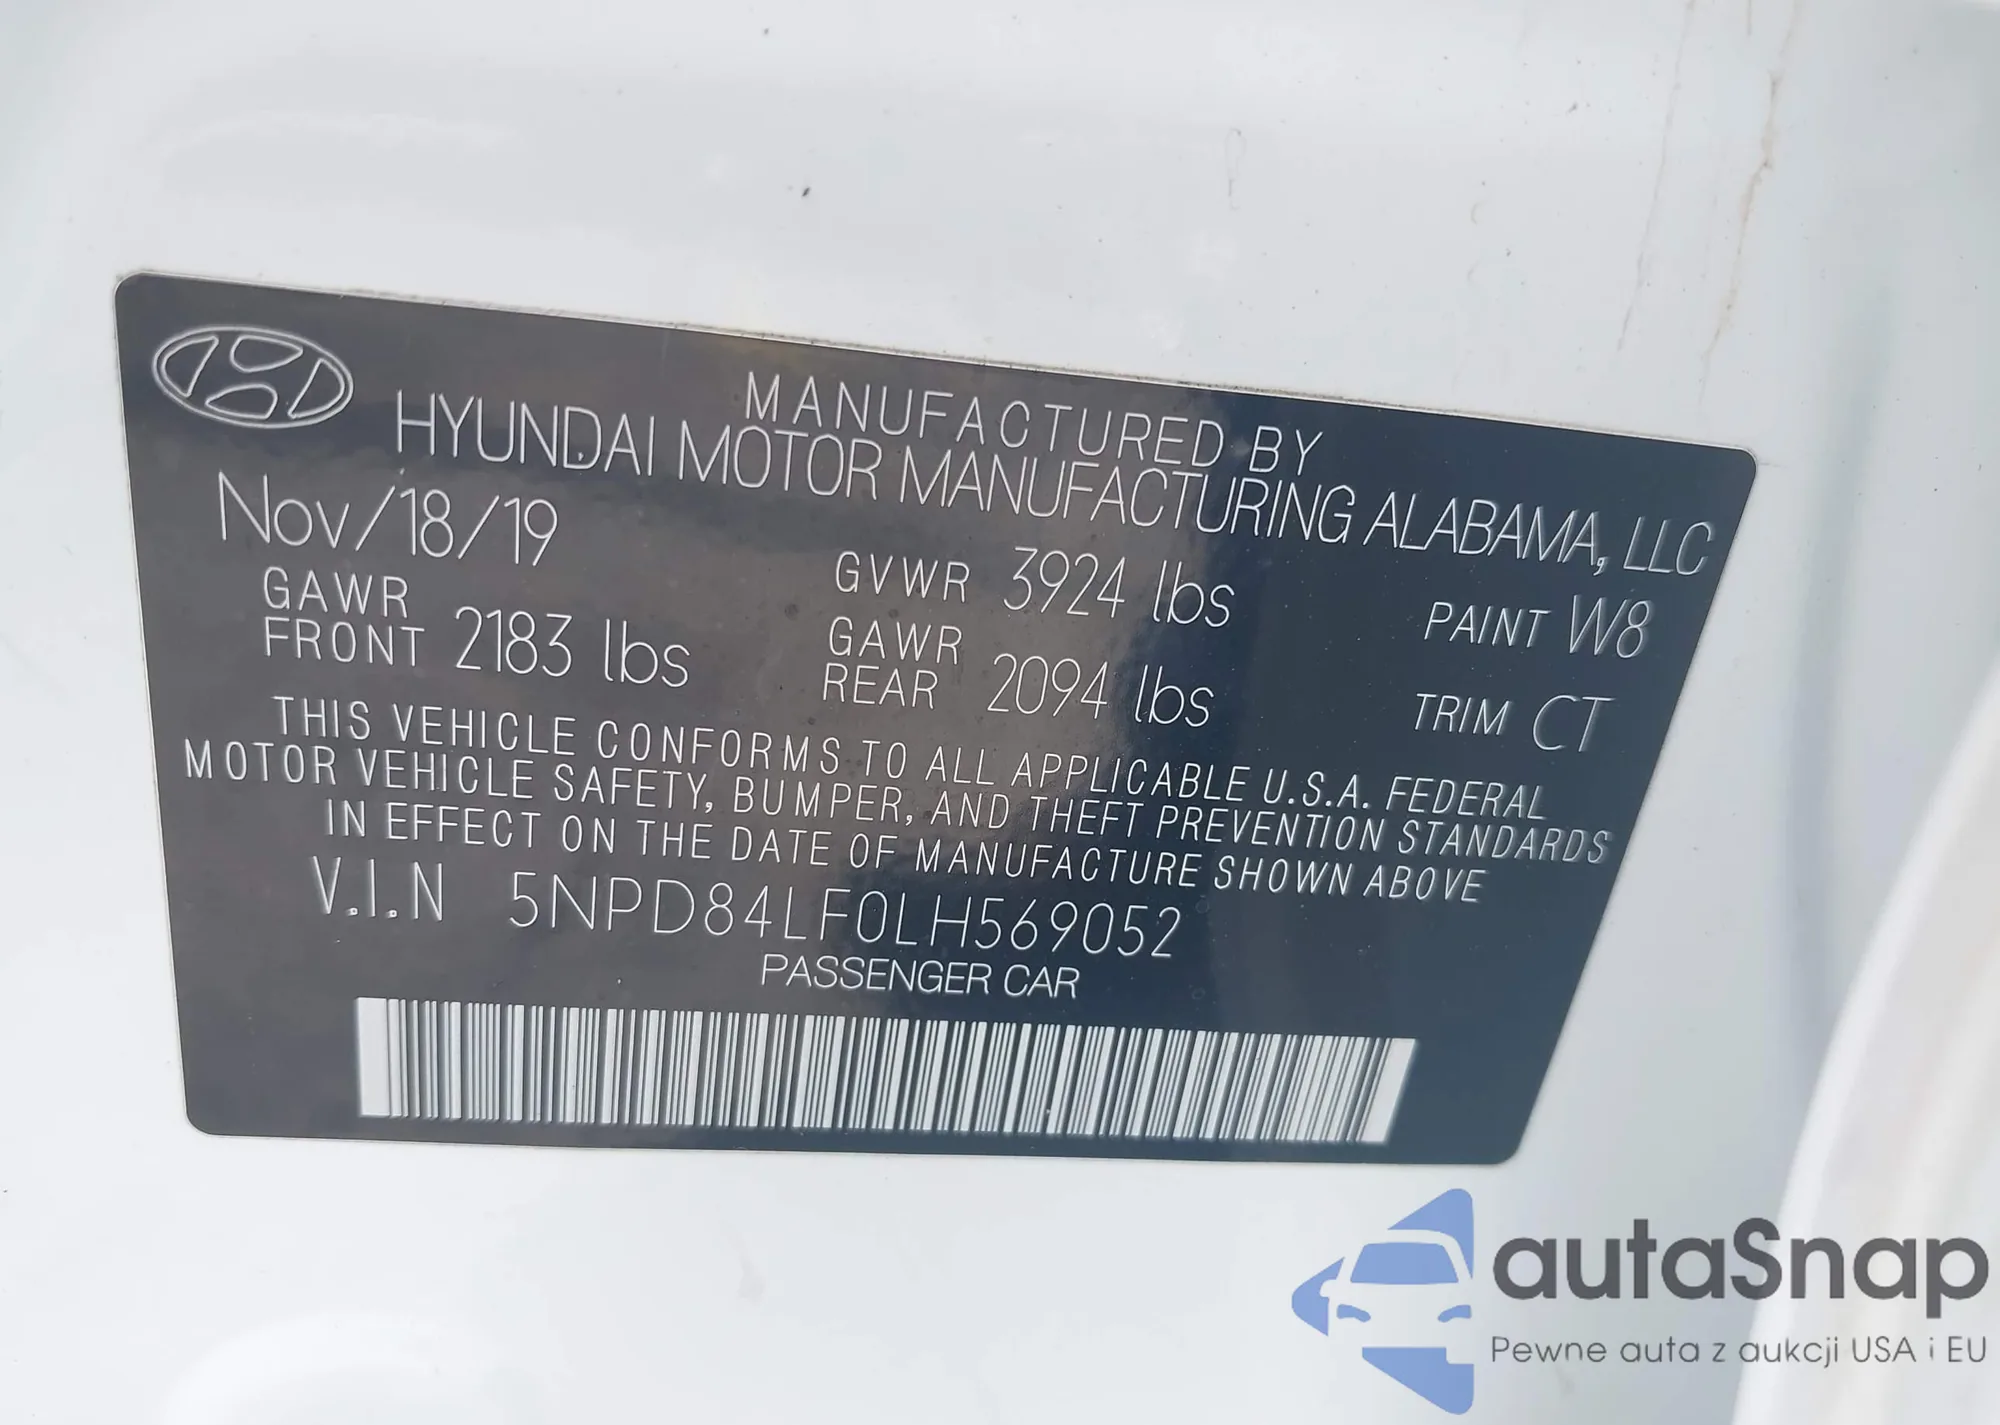 MANUFACTURED BY
HYUNDAI MOTOR MANUFACTURING ALABAMA, LLC
Nov/18/19
GVWR 3924 lbs
PAINT W8
GAWR
FRONT 2183 lbs
GAWR
REAR 2094 lbs
TRIM CT
THIS VEHICLE CONFORMS TO ALL APPLICABLE U.S.A. FEDERAL
MOTOR VEHICLE SAFETY, BUMPER, AND THEFT PREVENTION STANDARDS
IN EFFECT ON THE DATE OF MANUFACTURE SHOWN ABOVE
V.I.N 5NPD84LF0LH569052
PASSENGER CAR
autaSnap
Pewne auta z aukcji USA i EU